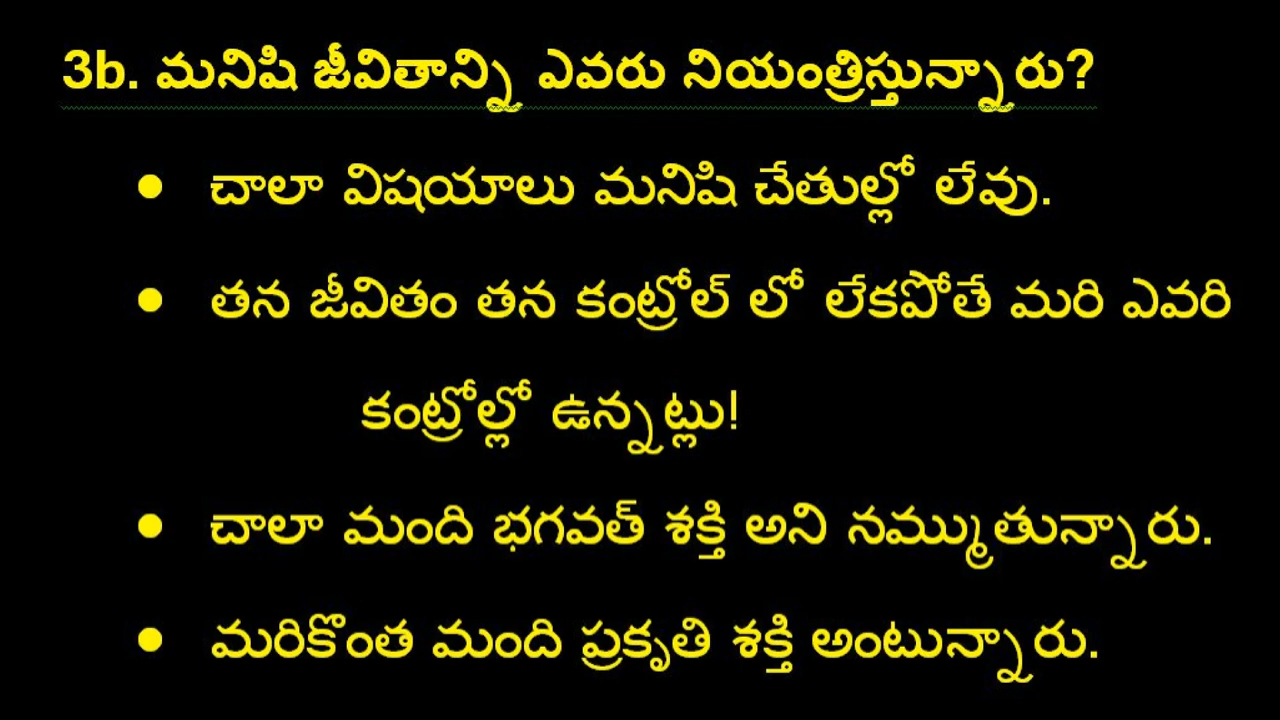 3b. మనిషి జీవితాన్ని ఎవరు నియంత్రిస్తున్నారు?
● చాలా విషయాలు మనిషి చేతుల్లో లేవు.
● తన జీవితం తన కంట్రోల్ లో లేకపోతే మరి ఎవరి
కంట్రోల్లో ఉన్నట్లు!
● చాలా మంది భగవత్ శక్తి అని నమ్ముతున్నారు.
● మరికొంత మంది ప్రకృతి శక్తి అంటున్నారు.